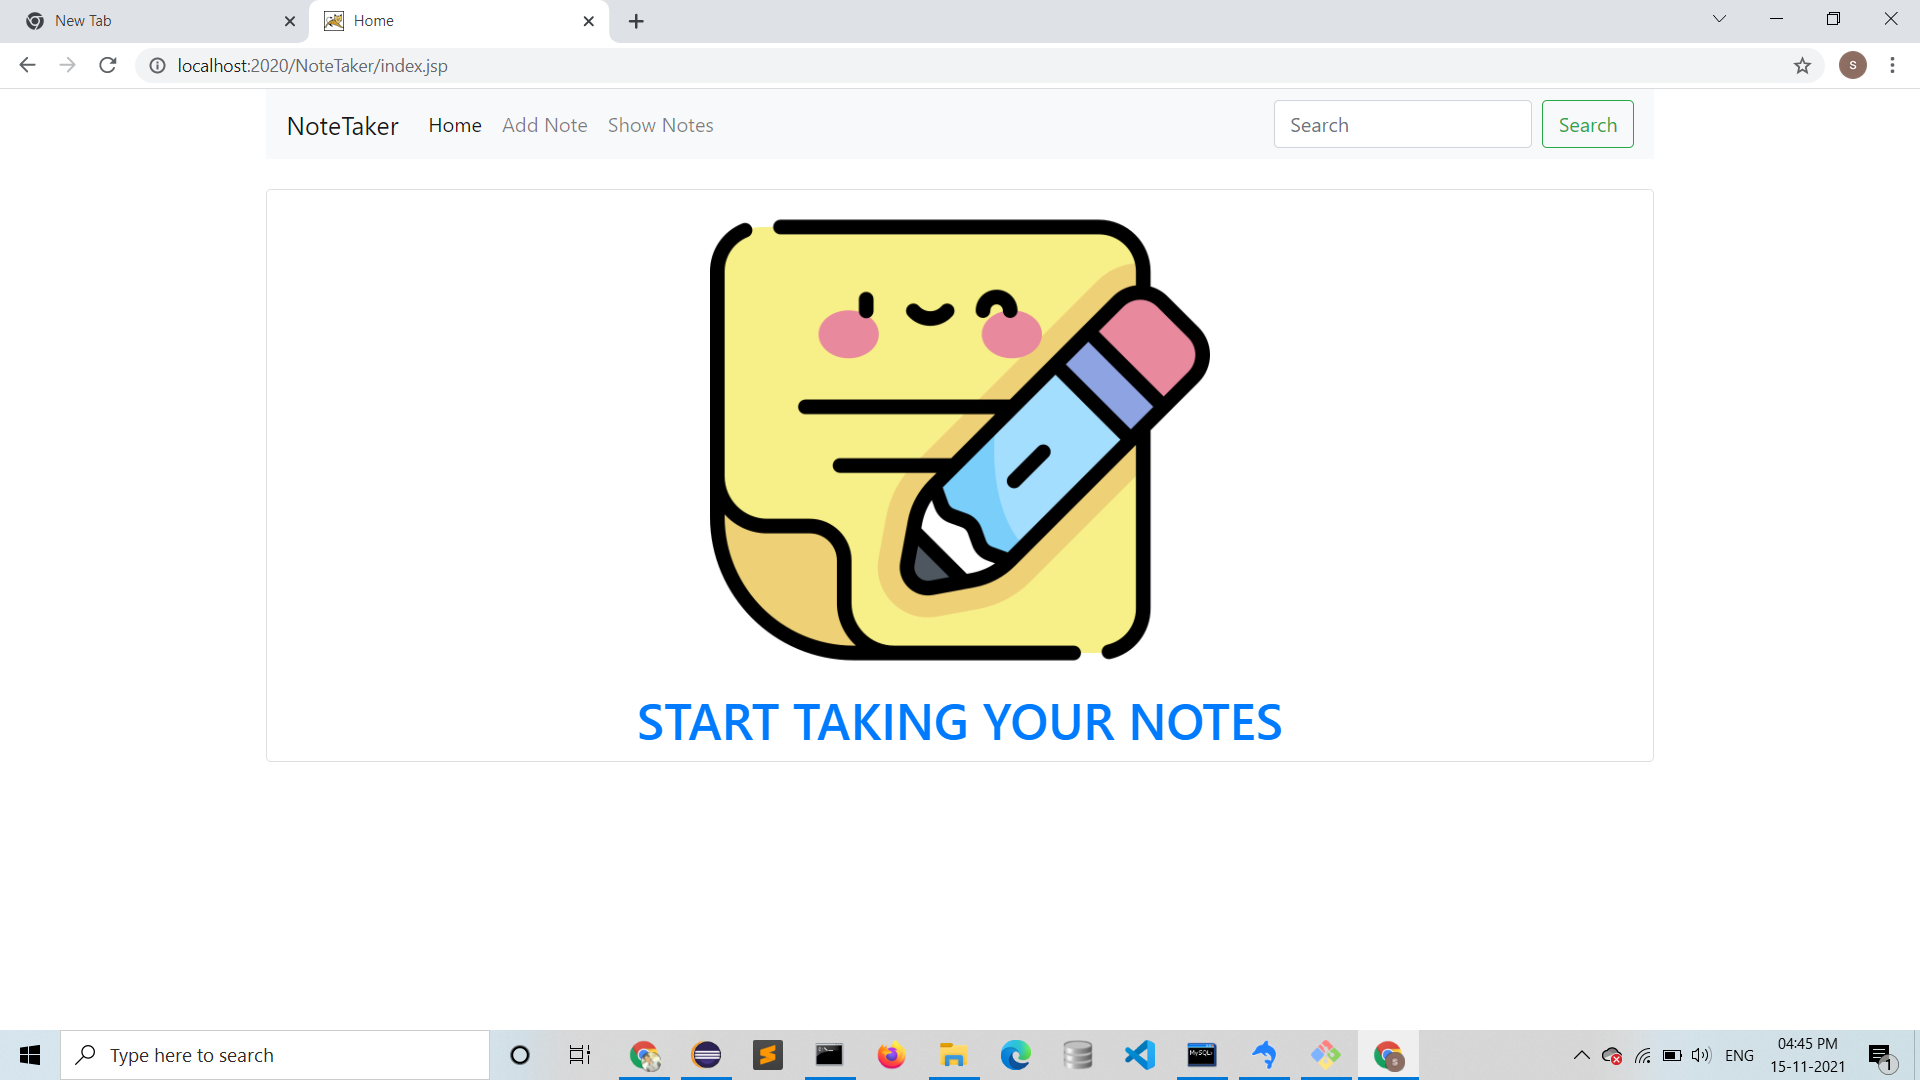 New Tab
Home
localhost:2020/NoteTaker/index.jsp
S
NoteTaker Home Add Note Show Notes Search Search
START TAKING YOUR NOTES
Type here to search
MySQL
ENG
04:45 PM
15-11-2021
1